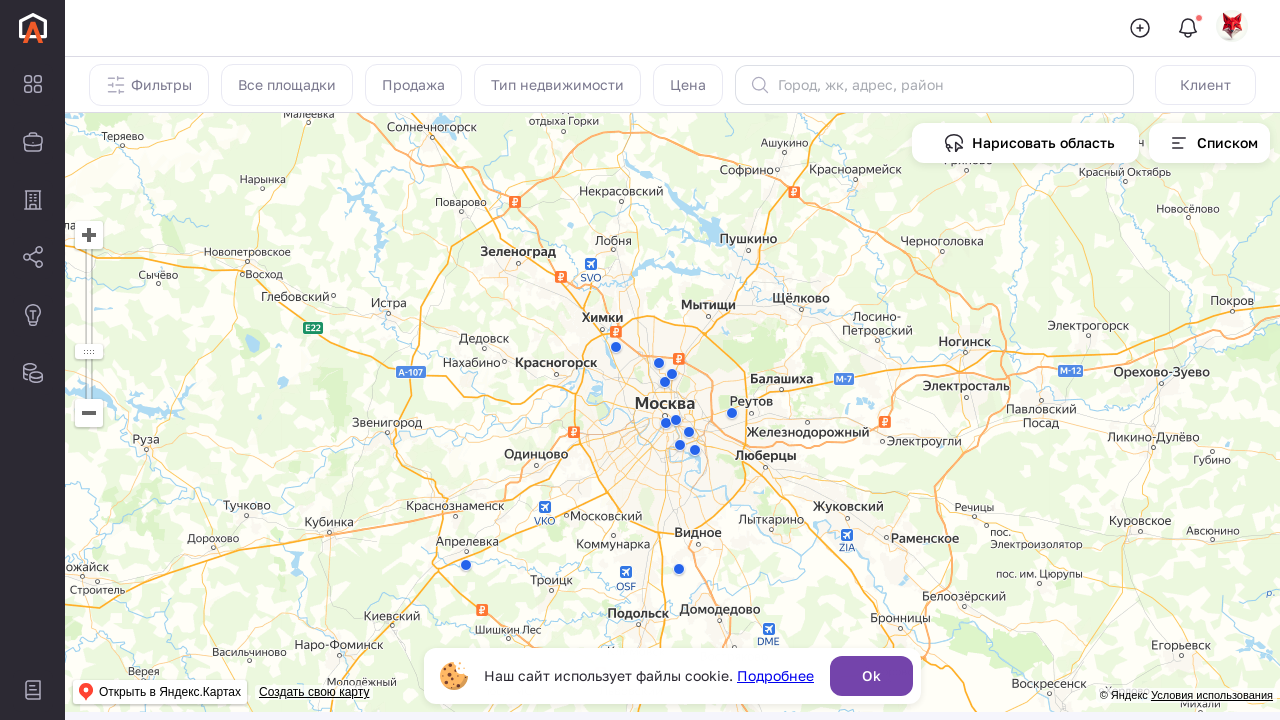 Фильтры
Все площадки
Продажа
Тип недвижимости
Цена
Город, жк, адрес, район
Клиент
Нарисовать область
Списком
Малеевка
Теряево
Солнечногорск
отдыха Горки
Ашукино
Софрино
Красноармейск
Красный Октябрь
Нарынка
Некрасовский
Поварово
Новосёлово
Лобня
Пушкино
Черноголовка
Зеленоград
Новопетровское
SVO
Сычёво
Восход
Глебовский
Истра
Мытищи
Щёлково
Покров
Химки
Лосино-
Петровский
Электрогорск
E22
Дедовск
Ногинск
Нахабино
Красногорск
А-107
Балашиха
М-7
М-12
Орехово-Зуево
Электросталь
Москва
Реутов
Павловский
Посад
Звенигород
Железнодорожный
Электроугли
Руза
Ликино-Дулёво
Одинцово
Люберцы
Губино
Тучково
Краснознаменск
VKO
Московский
Жуковский
Речицы
Кубинка
Лыткарино
Куровское
Дорохово
Видное
пос.
Электроизолятор
Авсюнино
Апрелевка
Коммунарка
ZIA
Раменское
ожайск
Строитель
Троицк
OSF
пос. им. Цюрупы
Белоозёрский
Киевский
Подольск
Домодедово
Бронницы
Щишкин Лес
DME
Наро-Фоминск
Егорьевск
Васильчиново
Верея
Молодёжный
Воскресенск
Михали
Наш сайт использует файлы cookie. Подробнее
Ok
Открыть в Яндекс.Картах
Создать свою карту
© Яндекс Условия использования